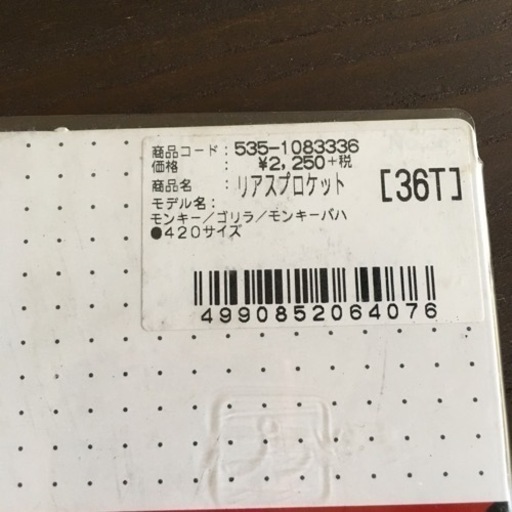 商品コード：535-1083336
価格　　　：￥2,250+税
商品名　　：リアスプロケット　[36T]
モデル名：
モンキー／ゴリラ／モンキーバハ
●420サイズ
4990852064076